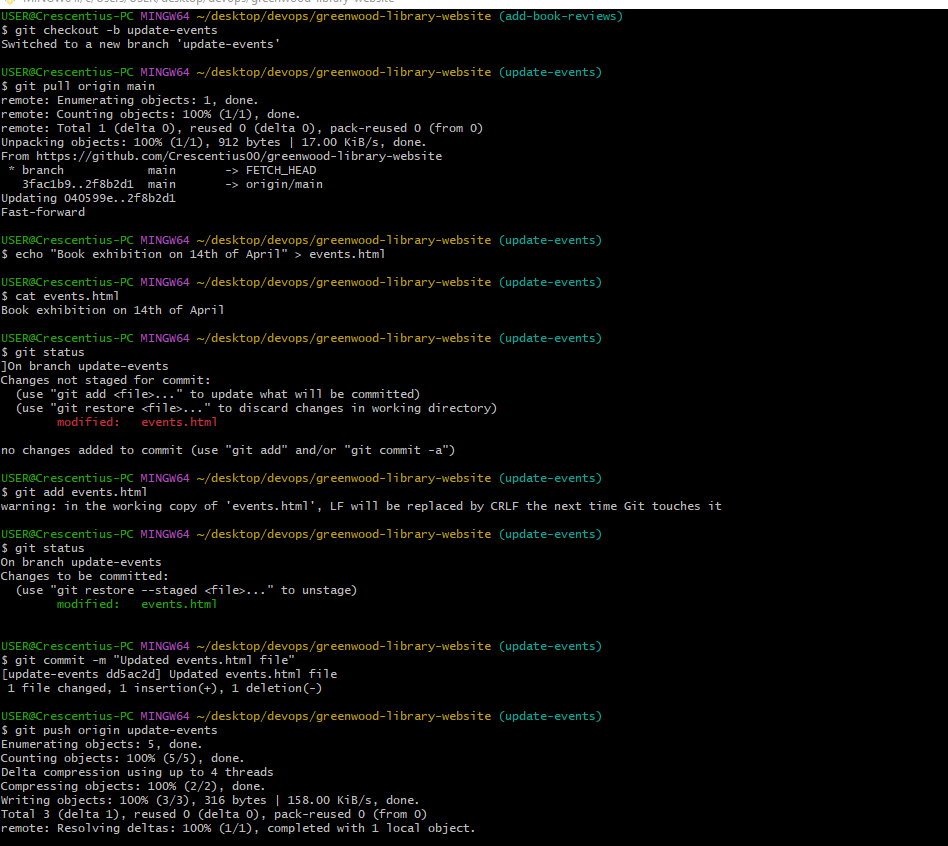 USER@Crescentius-PC MINGW64 ~/desktop/devops/greenwood-library-website (add-book-reviews)
$ git checkout -b update-events
Switched to a new branch 'update-events'
USER@Crescentius-PC MINGW64 ~/desktop/devops/greenwood-library-website (update-events)
$ git pull origin main
remote: Enumerating objects: 1, done.
remote: Counting objects: 100% (1/1), done.
remote: Total 1 (delta 0), reused 0 (delta 0), pack-reused 0 (from 0)
Unpacking objects: 100% (1/1), 912 bytes | 17.00 KiB/s, done.
From https://github.com/Crescentius00/greenwood-library-website
 * branch            main       -> FETCH_HEAD
   3fac1b9..2f8b2d1  main       -> origin/main
Updating 040599e..2f8b2d1
Fast-forward
USER@Crescentius-PC MINGW64 ~/desktop/devops/greenwood-library-website (update-events)
$ echo "Book exhibition on 14th of April" > events.html
USER@Crescentius-PC MINGW64 ~/desktop/devops/greenwood-library-website (update-events)
$ cat events.html
Book exhibition on 14th of April
USER@Crescentius-PC MINGW64 ~/desktop/devops/greenwood-library-website (update-events)
$ git status
]On branch update-events
Changes not staged for commit:
  (use "git add <file>..." to update what will be committed)
  (use "git restore <file>..." to discard changes in working directory)
        modified:   events.html
no changes added to commit (use "git add" and/or "git commit -a")
USER@Crescentius-PC MINGW64 ~/desktop/devops/greenwood-library-website (update-events)
$ git add events.html
warning: in the working copy of 'events.html', LF will be replaced by CRLF the next time Git touches it
USER@Crescentius-PC MINGW64 ~/desktop/devops/greenwood-library-website (update-events)
$ git status
On branch update-events
Changes to be committed:
  (use "git restore --staged <file>..." to unstage)
        modified:   events.html
USER@Crescentius-PC MINGW64 ~/desktop/devops/greenwood-library-website (update-events)
$ git commit -m "Updated events.html file"
[update-events dd5ac2d] Updated events.html file
 1 file changed, 1 insertion(+), 1 deletion(-)
USER@Crescentius-PC MINGW64 ~/desktop/devops/greenwood-library-website (update-events)
$ git push origin update-events
Enumerating objects: 5, done.
Counting objects: 100% (5/5), done.
Delta compression using up to 4 threads
Compressing objects: 100% (2/2), done.
Writing objects: 100% (3/3), 316 bytes | 158.00 KiB/s, done.
Total 3 (delta 1), reused 0 (delta 0), pack-reused 0 (from 0)
remote: Resolving deltas: 100% (1/1), completed with 1 local object.